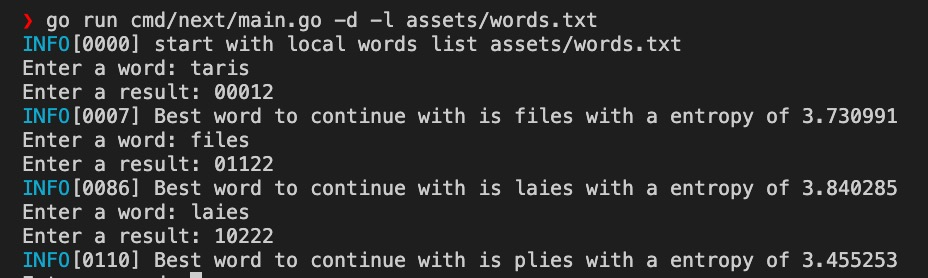 ❯ go run cmd/next/main.go -d -l assets/words.txt
INFO[0000] start with local words list assets/words.txt
Enter a word: taris
Enter a result: 00012
INFO[0007] Best word to continue with is files with a entropy of 3.730991
Enter a word: files
Enter a result: 01122
INFO[0086] Best word to continue with is laies with a entropy of 3.840285
Enter a word: laies
Enter a result: 10222
INFO[0110] Best word to continue with is plies with a entropy of 3.455253